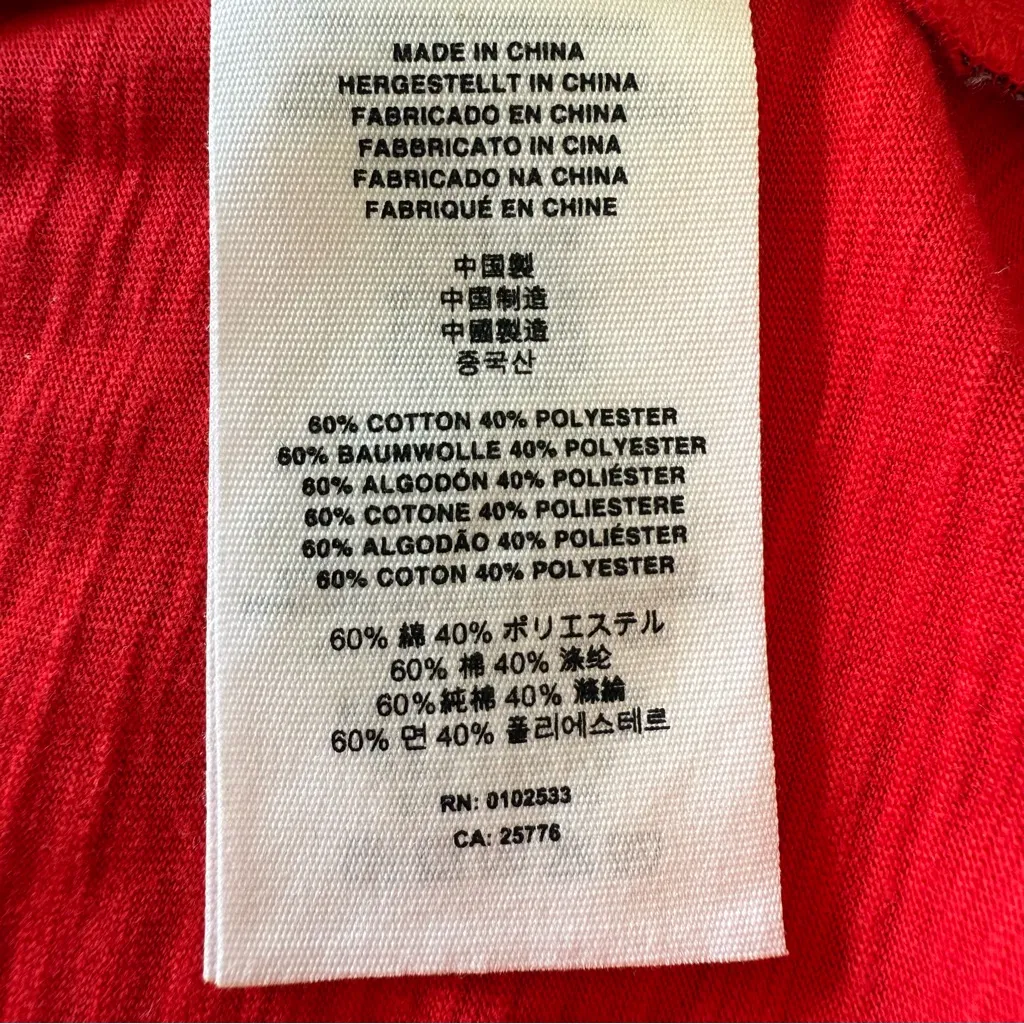 MADE IN CHINA
HERGESTELLT IN CHINA
FABRICADO EN CHINA
FABBRICATO IN CINA
FABRICADO NA CHINA
FABRIQUÉ EN CHINE
中国製
中国制造
中國製造
중국산
60% COTTON 40% POLYESTER
60% BAUMWOLLE 40% POLYESTER
60% ALGODÓN 40% POLIÉSTER
60% COTONE 40% POLIESTERE
60% ALGODÃO 40% POLIÉSTER
60% COTON 40% POLYESTER
60% 綿 40% ポリエステル
60% 棉 40% 涤纶
60%純棉 40% 滌綸
60% 면 40% 폴리에스테르
RN: 0102533
CA: 25776